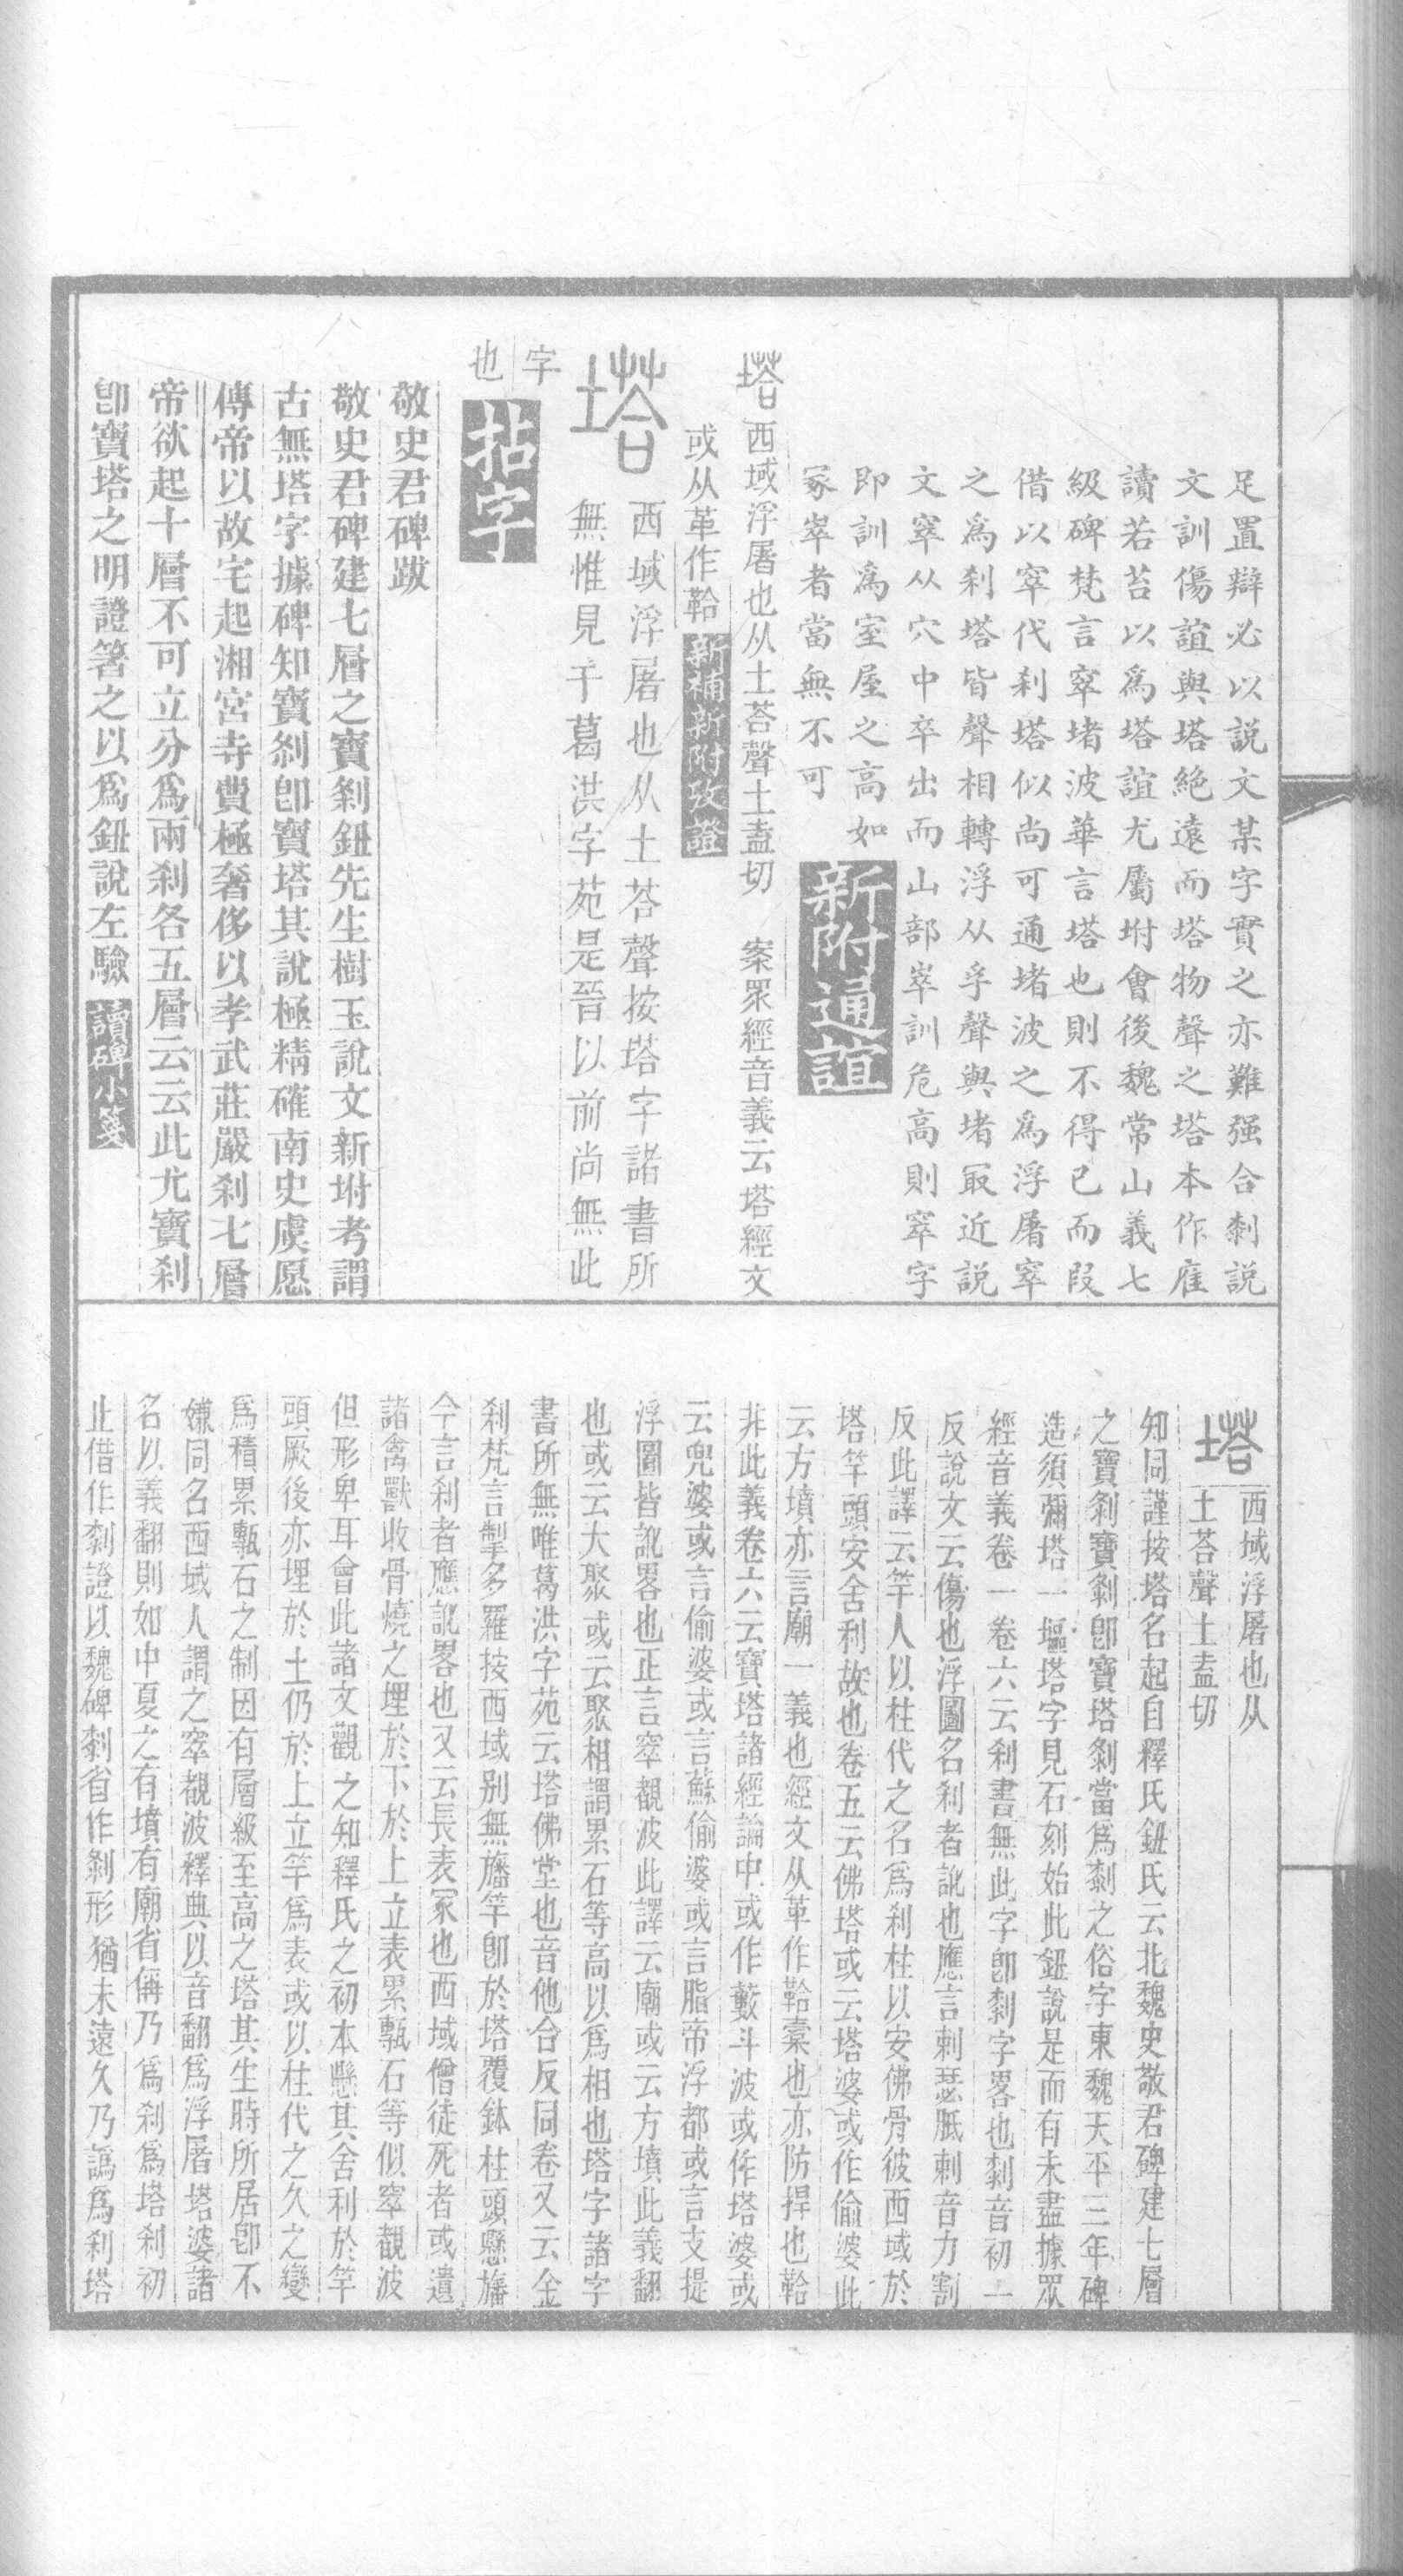 足置辯必以説文某字實之亦難强合剺説
文訓傷誼與塔絶遠而塔物聲之塔本作㕉
讀若苔以爲塔誼尤屬坿會後魏常山義七
級碑梵言窣堵波華言塔也則不得已而叚
借以窣代刹塔似尚可通堵波之爲浮屠窣
之爲刹塔皆聲相轉浮从孚聲與堵冣近説
文窣从穴中卒出而山部崒訓危高則窣字
即訓爲室屋之高如
冢崒者當無不可
新附通誼
塔西域浮屠也从土荅聲土盍切 案眾經音義云塔經文
或从革作鞈
新補新附攷證
塔
西域浮屠也从土荅聲按塔字諸書所
無惟見于葛洪字苑是晉以前尚無此
字
也
拈字
敬史君碑跋
敬史君碑建七層之寶剎鈕先生樹玉說文新坿考謂
古無塔字據碑知寶剎卽寶塔其說極精確南史虞愿
傳帝以故宅起湘宮寺費極奢侈以孝武莊嚴刹七層
帝欲起十層不可立分爲兩刹各五層云云此尤寶刹
卽寶塔之明證箸之以爲鈕說左驗
讀碑小箋
塔
西域浮屠也从
土荅聲土盍切
知同謹按塔名起自釋氏鈕氏云北魏史敬君碑建七層
之寶剎寶剎卽寶塔剎當爲剺之俗字東魏天平三年碑
造須彌塔一塸塔字見石刻始此鈕說是而有未盡據眾
經音義卷一卷六云刹書無此字卽剺字畧也剺音初一
反說文云傷也浮圖名刹者訛也應言剌瑟胝剌音力割
反此譯云竿人以柱代之名爲刹柱以安佛骨彼西域於
塔竿頭安舍利故也卷五云佛塔或云塔婆或作偷婆此
云方墳亦言廟一義也經文从革作鞈橐也亦防捍也鞈
非此義卷六云寶塔諸經論中或作藪斗波或作塔婆或
云兜婆或言偷婆或言蘇偷婆或言脂帝浮都或言支提
浮圖皆訛畧也正言窣覩波此譯云廟或云方墳此義翻
也或云大聚或云聚相謂累石等高以爲相也塔字諸字
書所無唯葛洪字苑云塔佛堂也音他合反同卷又云金
刹梵言掣多羅按西域别無旛竿卽於塔覆鉢柱頭懸旛
今言刹者應訛畧也又云長表冢也西域僧徒死者或遺
諸禽獸收骨燒之埋於下於上立表累甎石等似窣覩波
但形卑耳會此諸文觀之知釋氏之初本懸其舍利於竿
頭厥後亦埋於土仍於上立竿爲表或以柱代之久之變
爲積累甎石之制因有層級至高之塔其生時所居卽不
嫌同名西域人謂之窣覩波釋典以音翻爲浮屠塔婆諸
名以義翻則如中夏之有墳有廟省偁乃爲刹爲塔刹初
止借作剺證以魏碑剺省作剎形猶未遠久乃譌爲刹塔